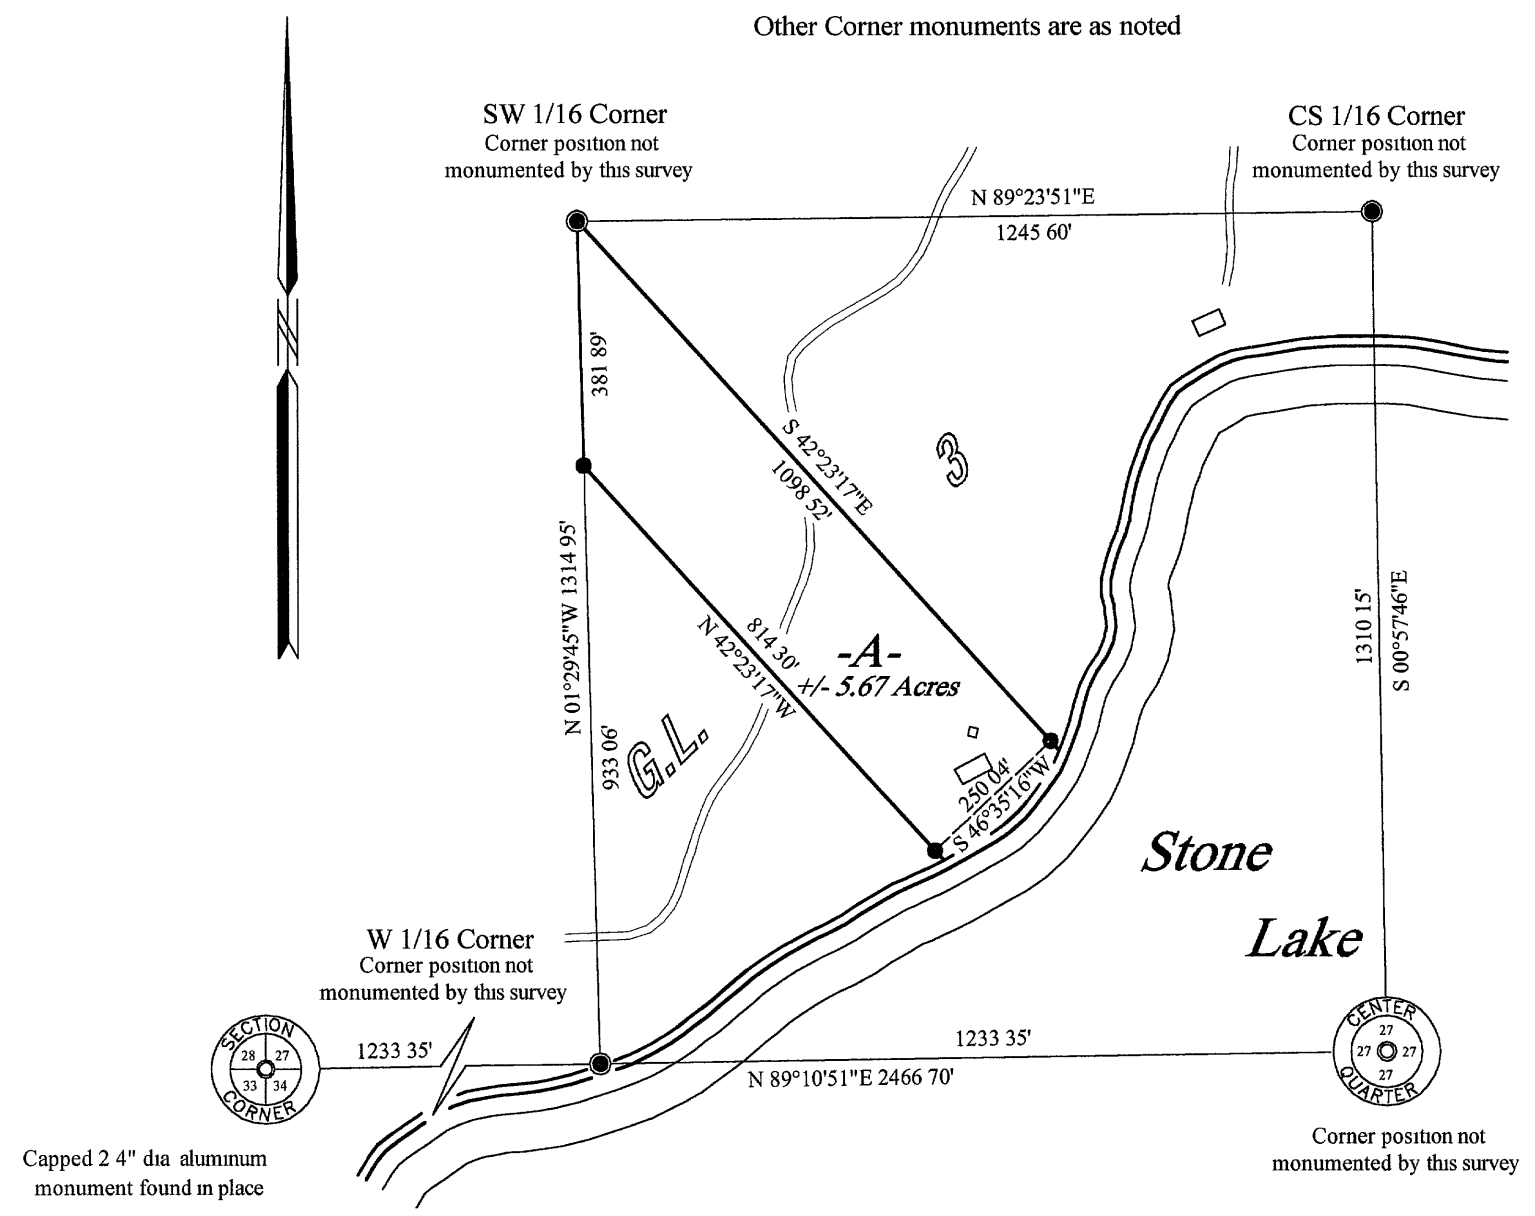 Other Corner monuments are as noted
SW 1/16 Corner
Corner position not
monumented by this survey
CS 1/16 Corner
Corner position not
monumented by this survey
N 89°23'51"E
1245 60'
381 89'
S 42°23'17"E
1098 52'
3
N 01°29'45"W 1314 95'
933 06'
814 30'
N 42°23'17"W
-A-
+/- 5.67 Acres
G.L.
250 04'
S 46°35'16"W
1310 15'
S 00°57'46"E
Stone
Lake
W 1/16 Corner
Corner position not
monumented by this survey
SECTION
28 27
33 34
CORNER
1233 35'
1233 35'
N 89°10'51"E 2466 70'
CENTER
27
27 27
27
QUARTER
Corner position not
monumented by this survey
Capped 2 4" dia aluminum
monument found in place